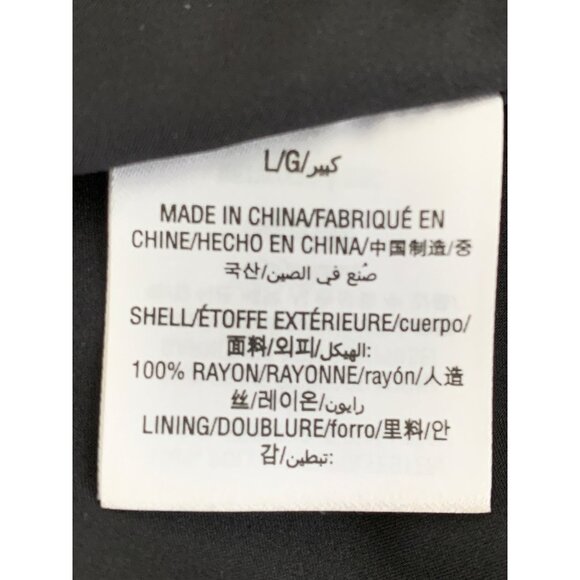 L/G/كبير
MADE IN CHINA/FABRIQUÉ EN
CHINE/HECHO EN CHINA/中国制造/중
국산/صُنع في الصين
SHELL/ÉTOFFE EXTÉRIEURE/cuerpo/
面料/외피/الهيكل:
100% RAYON/RAYONNE/rayón/人造
丝/레이온/رايون
LINING/DOUBLURE/forro/里料/안
감/تبطين: